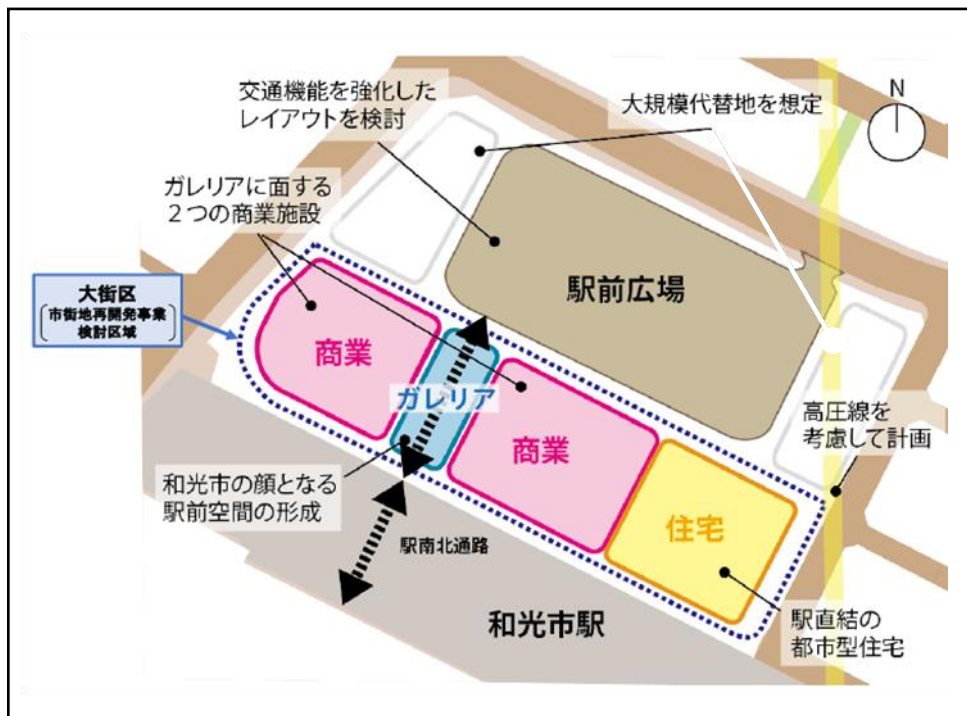 交通機能を強化した
レイアウトを検討
大規模代替地を想定
N
ガレリアに面する
２つの商業施設
大街区
市街地再開発事業
検討区域
駅前広場
商業
ガレリア
商業
高圧線を
考慮して計画
和光市の顔となる
駅前空間の形成
住宅
駅南北通路
和光市駅
駅直結の
都市型住宅